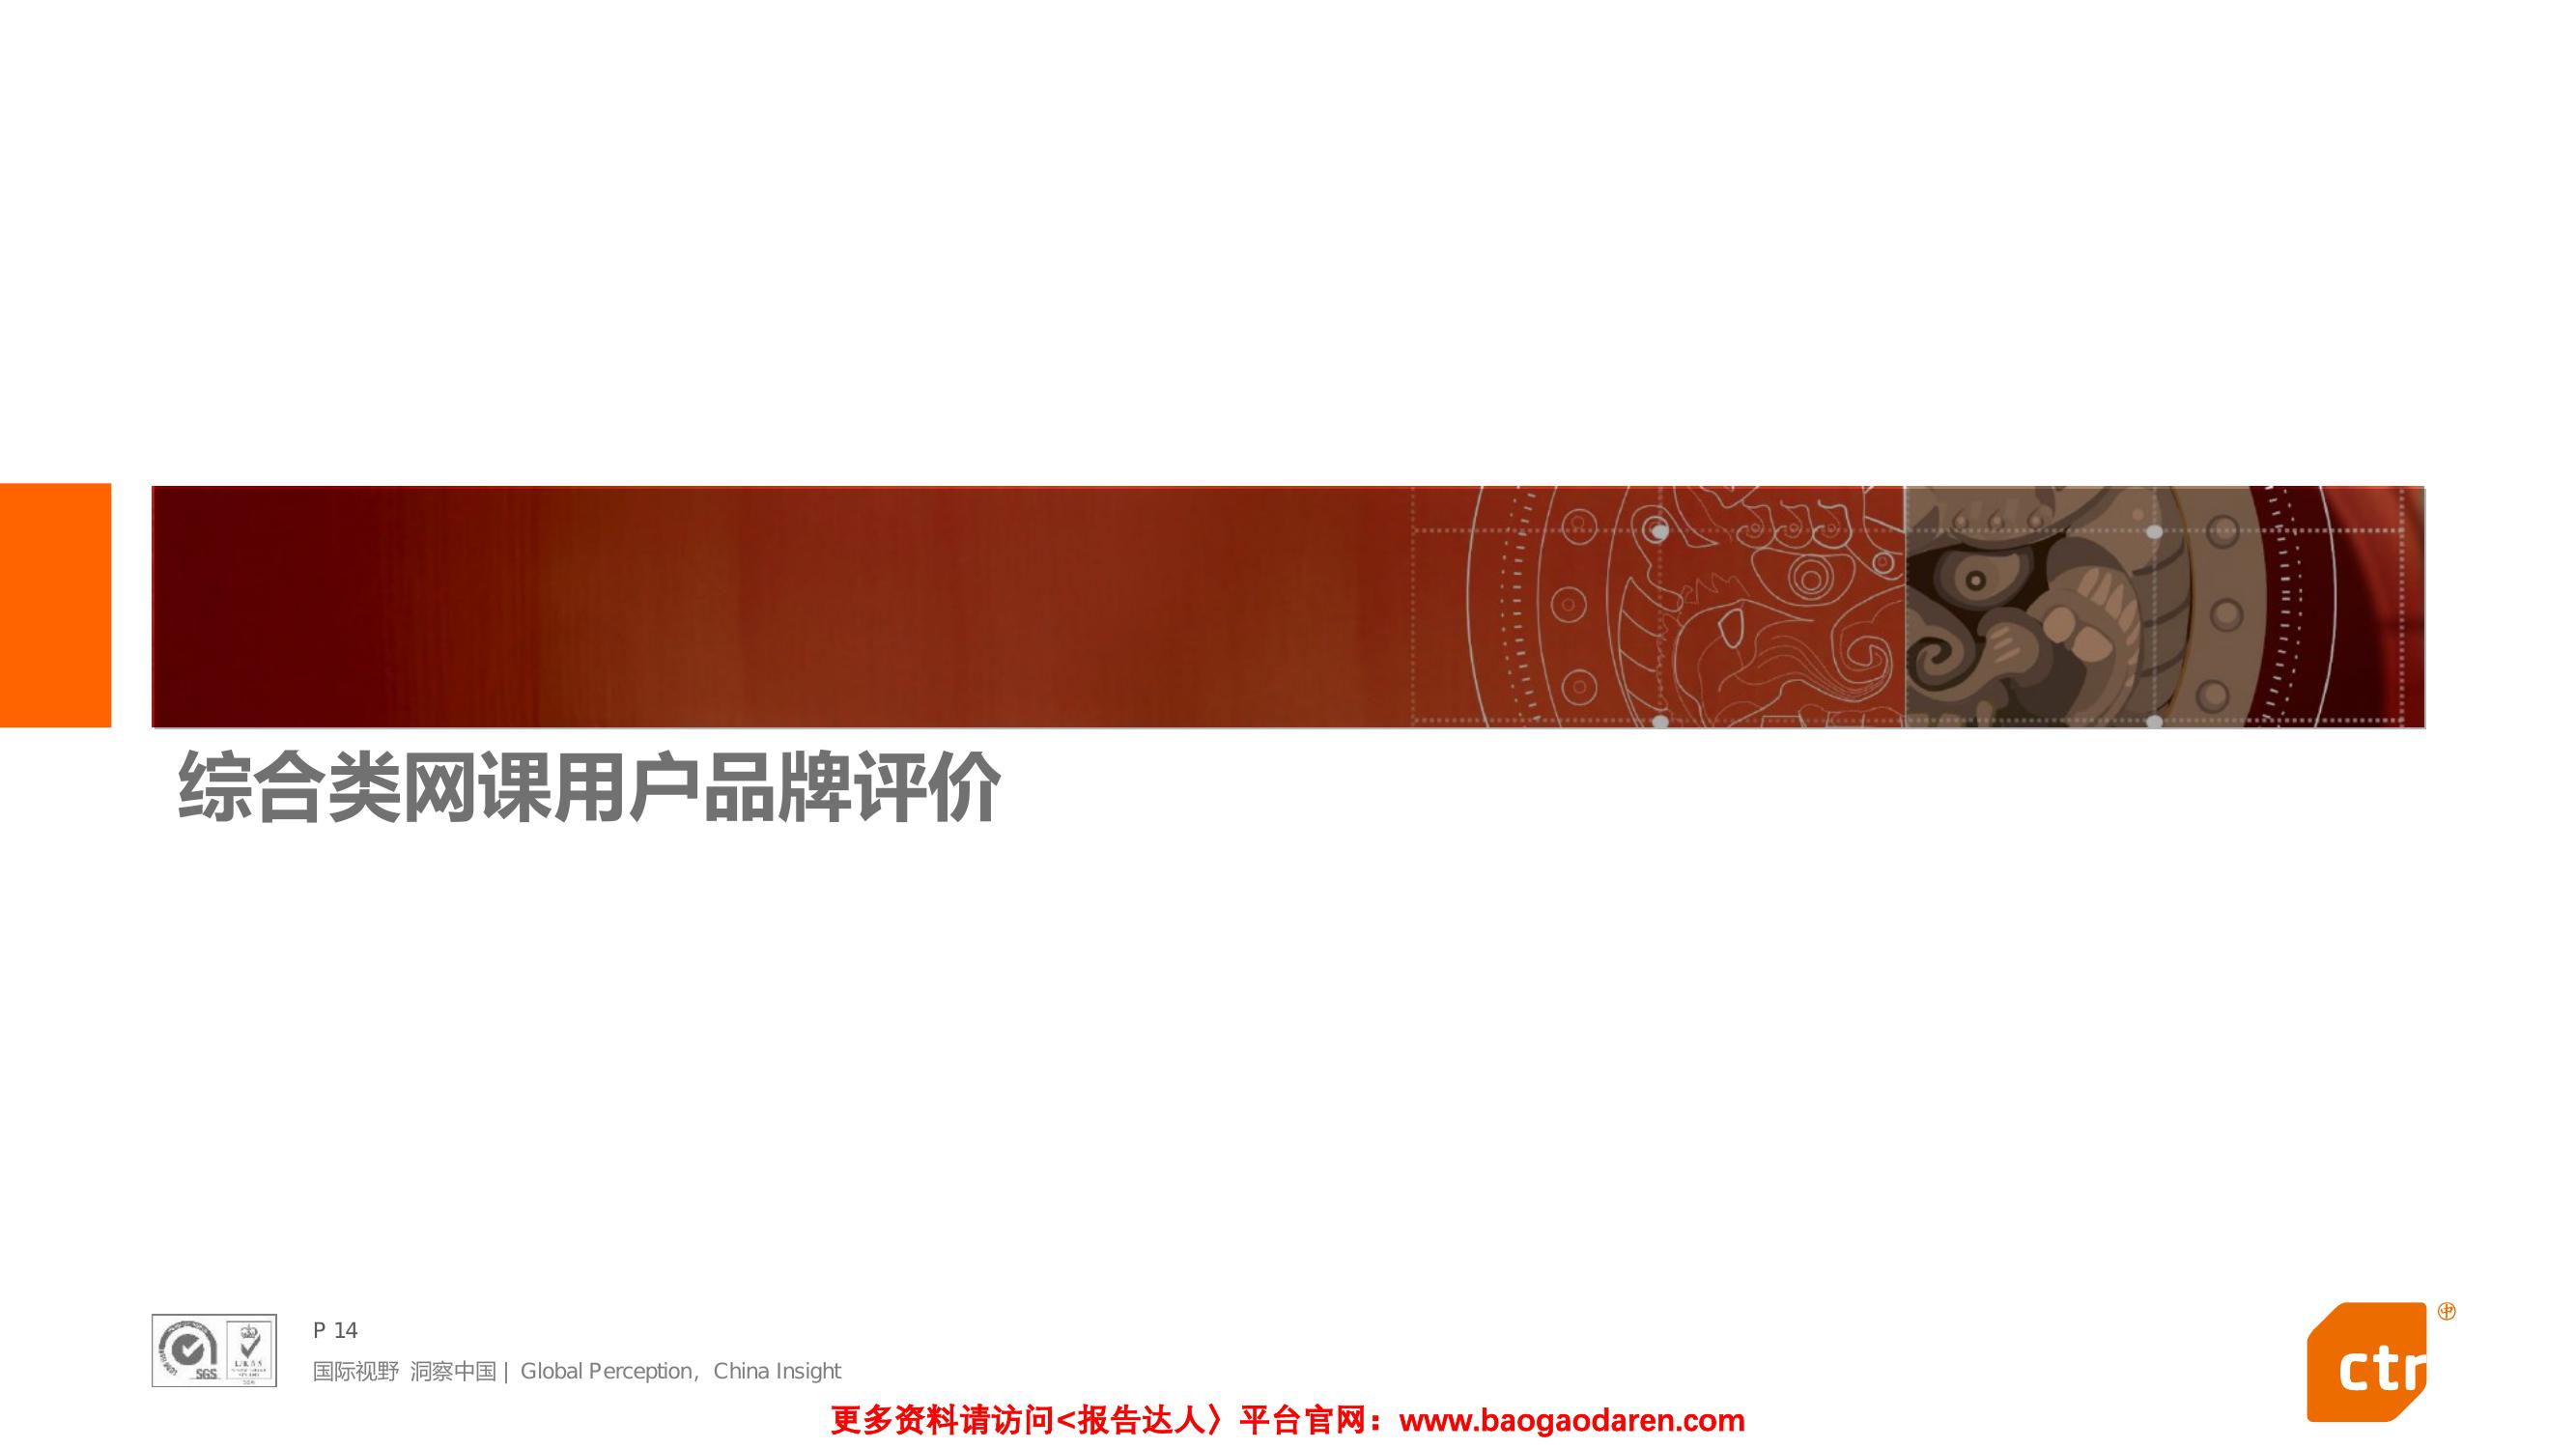 综合类网课用户品牌评价
P 14
国际视野 洞察中国 | Global Perception, China Insight
SGS
ctr
更多资料请访问<报告达人〉平台官网：www.baogaodaren.com